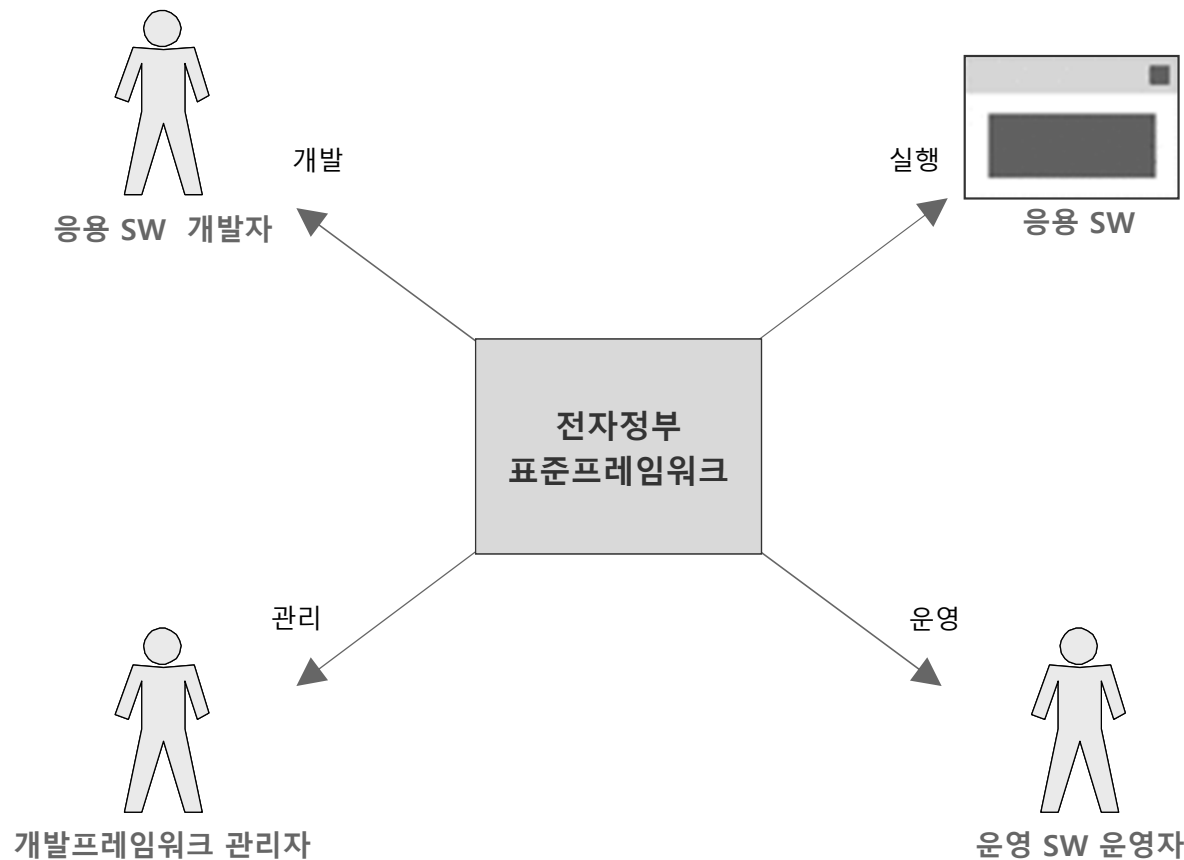 개발
실행
응용 SW 개발자
응용 SW
전자정부
표준프레임워크
관리
운영
개발프레임워크 관리자
운영 SW 운영자